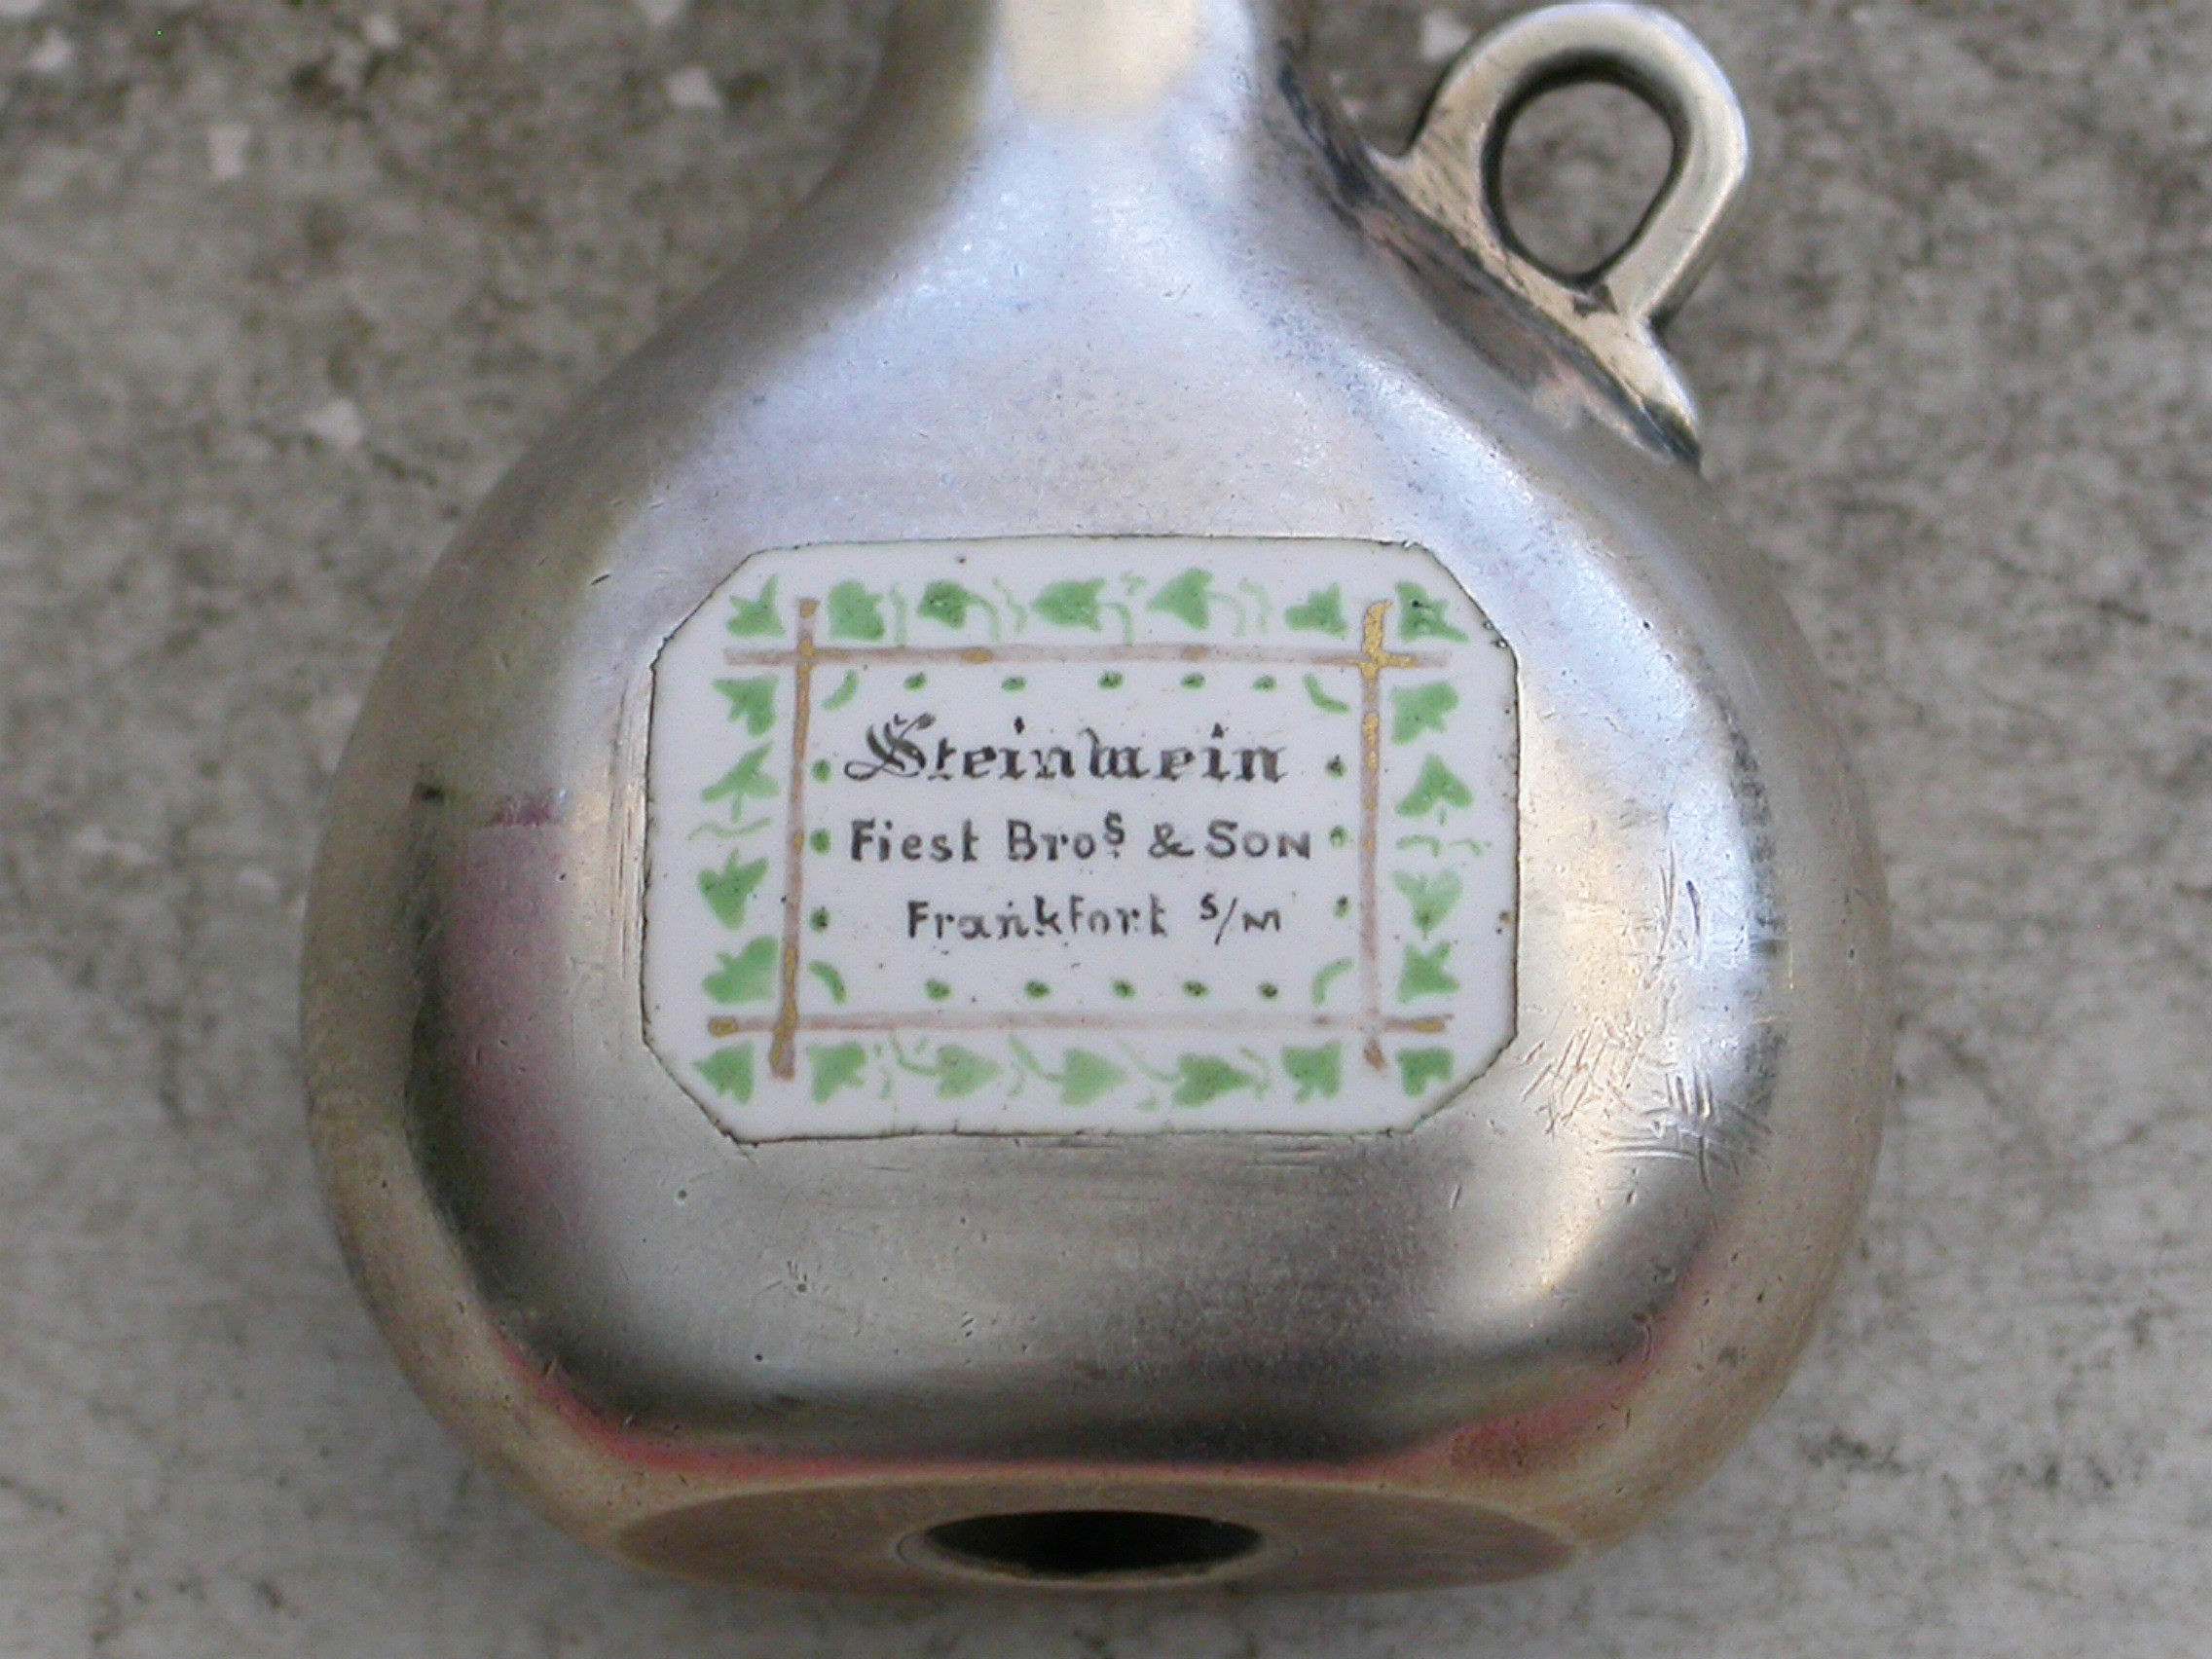 Steinwein
Fiest Bros & SON
Frankfort S/M